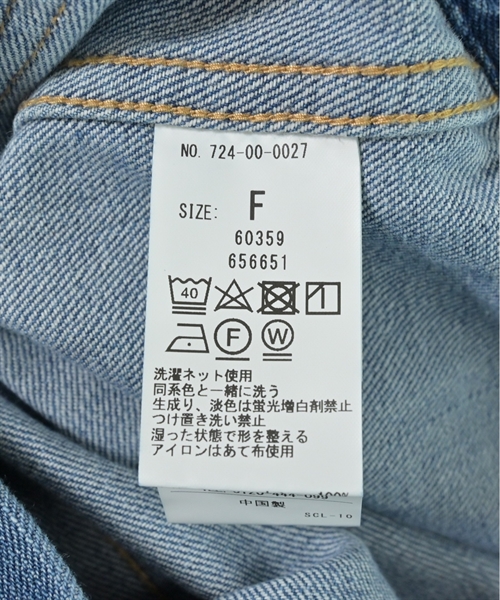 NO. 724-00-0027
SIZE: F
60359
656651
40
F W
洗濯ネット使用
同系色と一緒に洗う
生成り、淡色は蛍光増白剤禁止
つけ置き洗い禁止
湿った状態で形を整える
アイロンはあて布使用
中国製
SCL-10